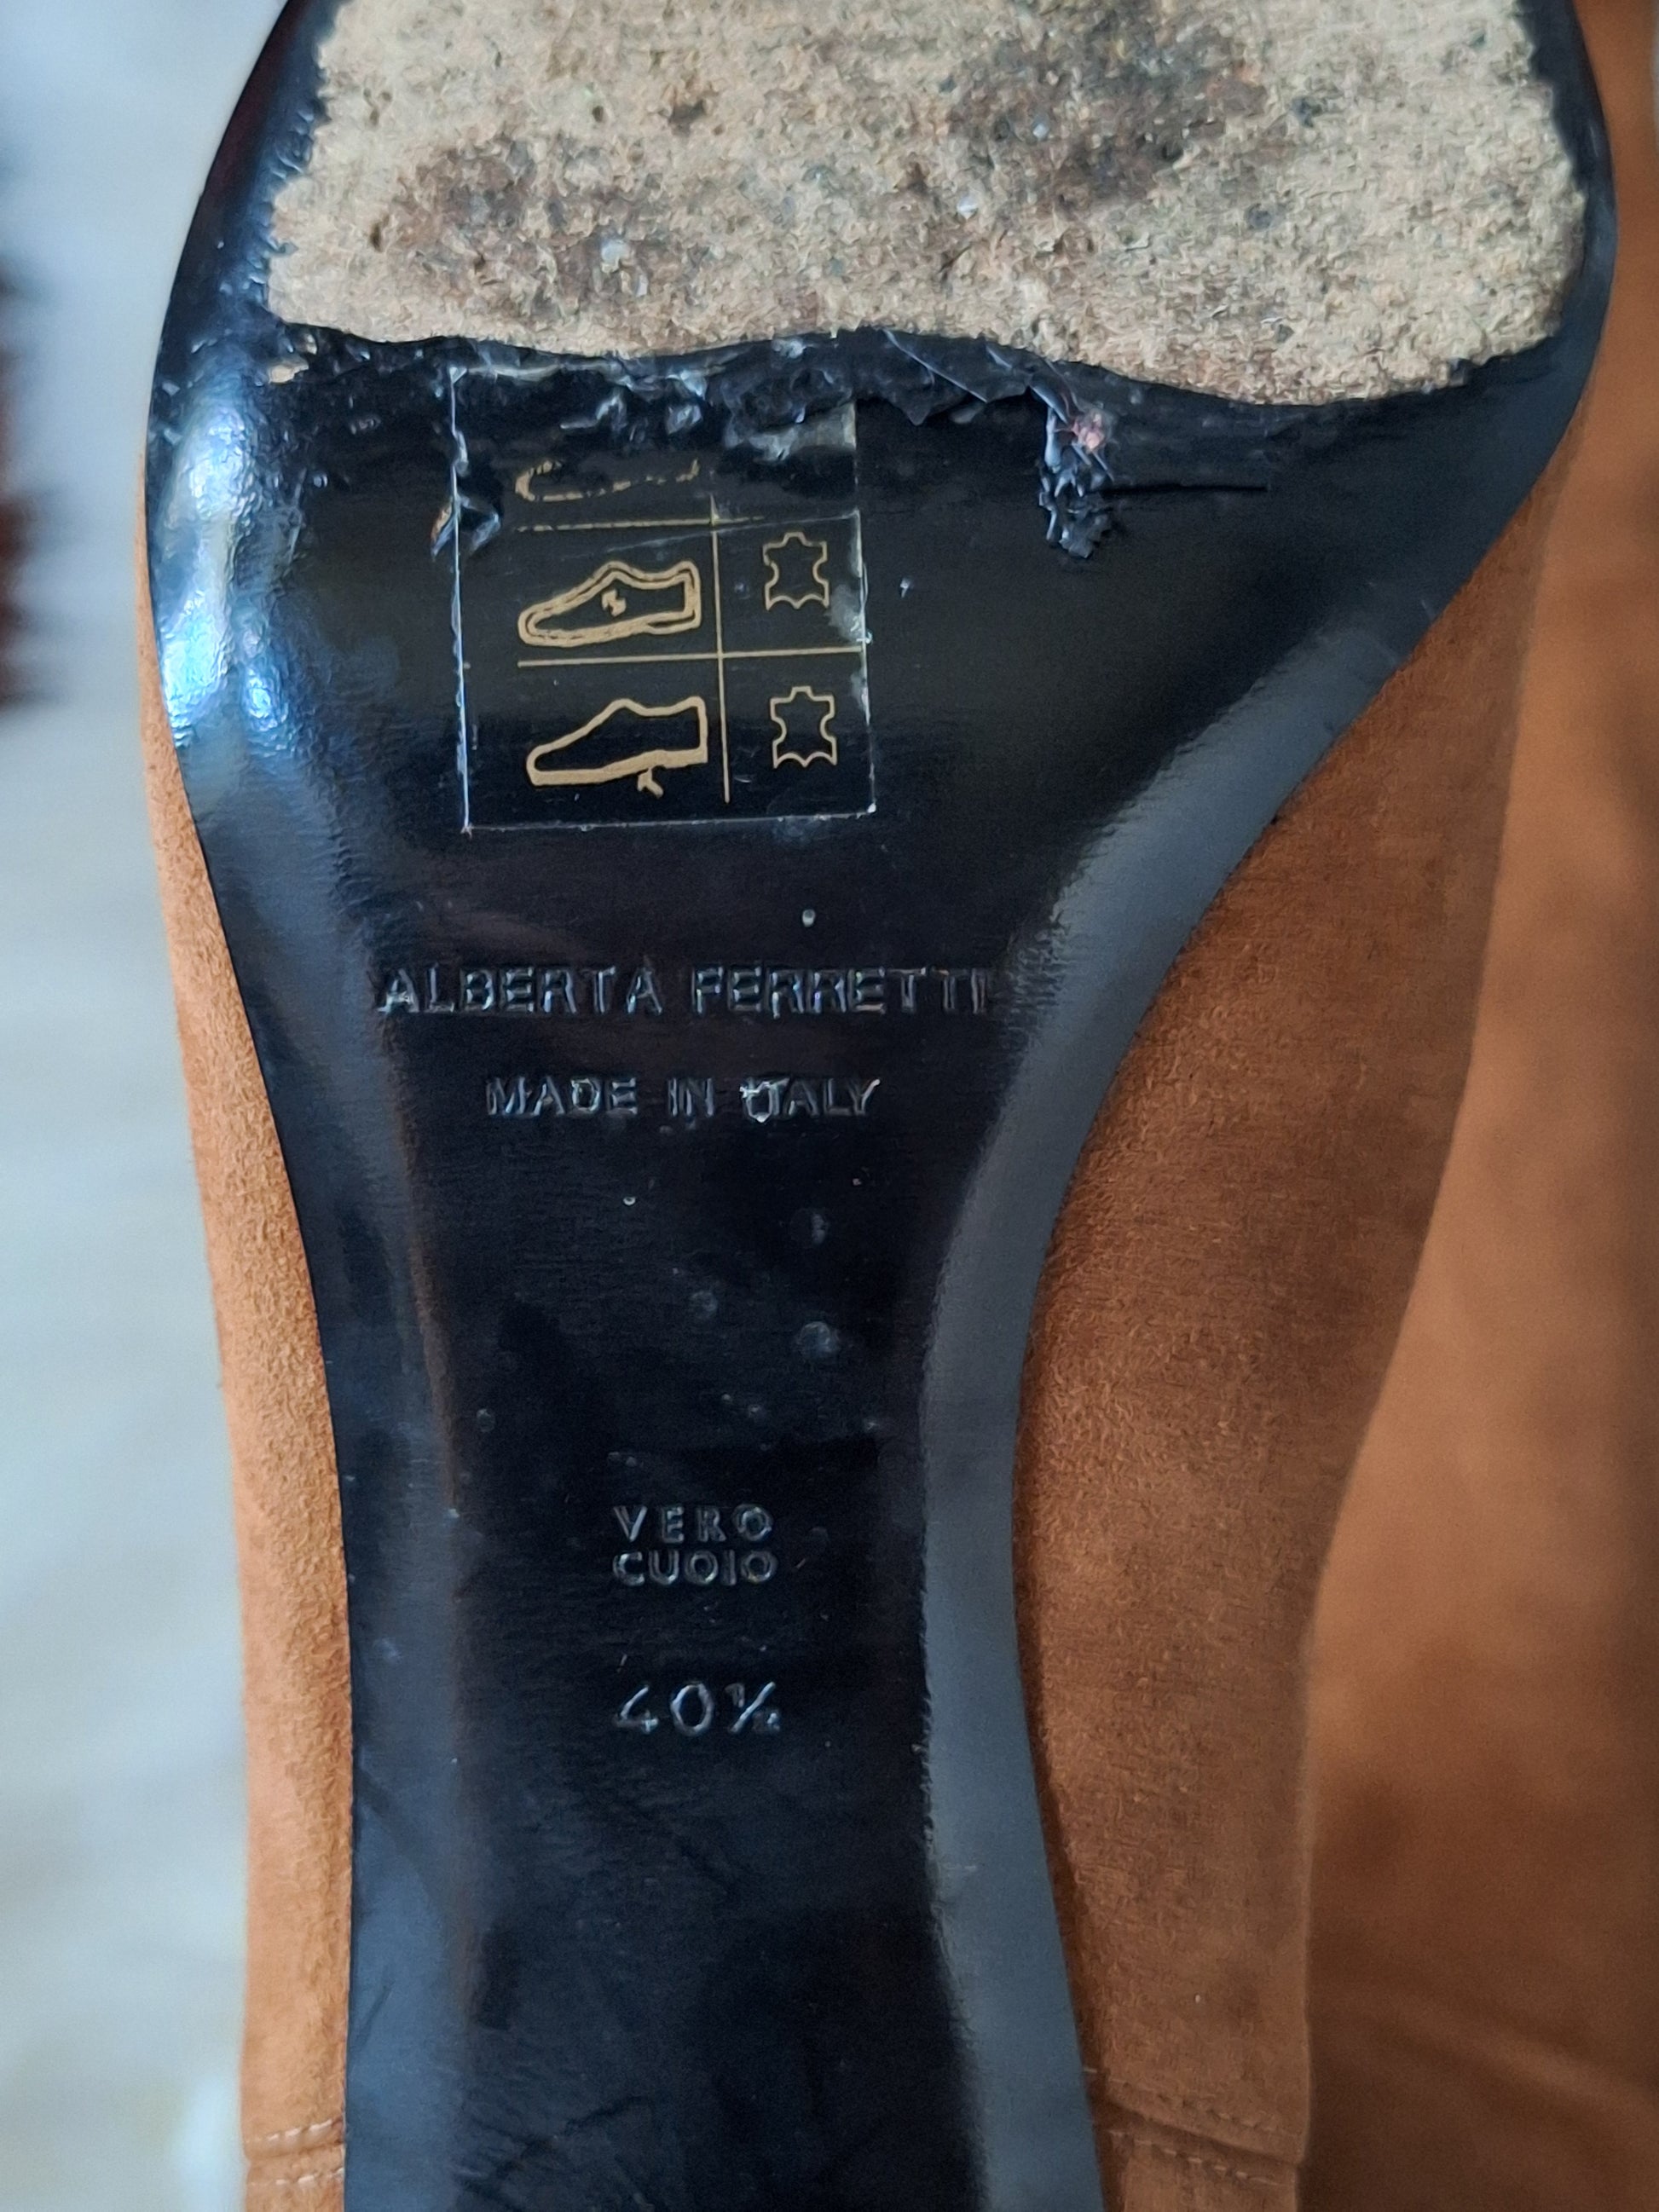 ALBERTA FERRETTI
MADE IN ITALY
VERO
CUOIO
40½